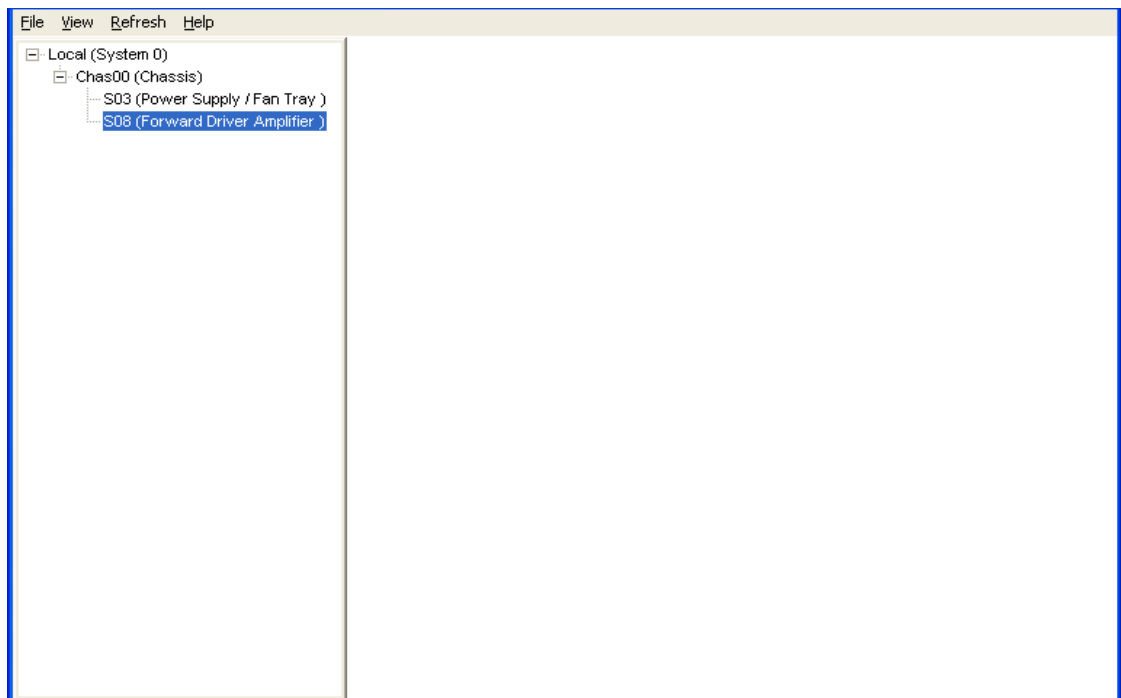 File View Refresh Help
Local (System 0)
Chas00 (Chassis)
S03 (Power Supply / Fan Tray )
S08 (Forward Driver Amplifier )